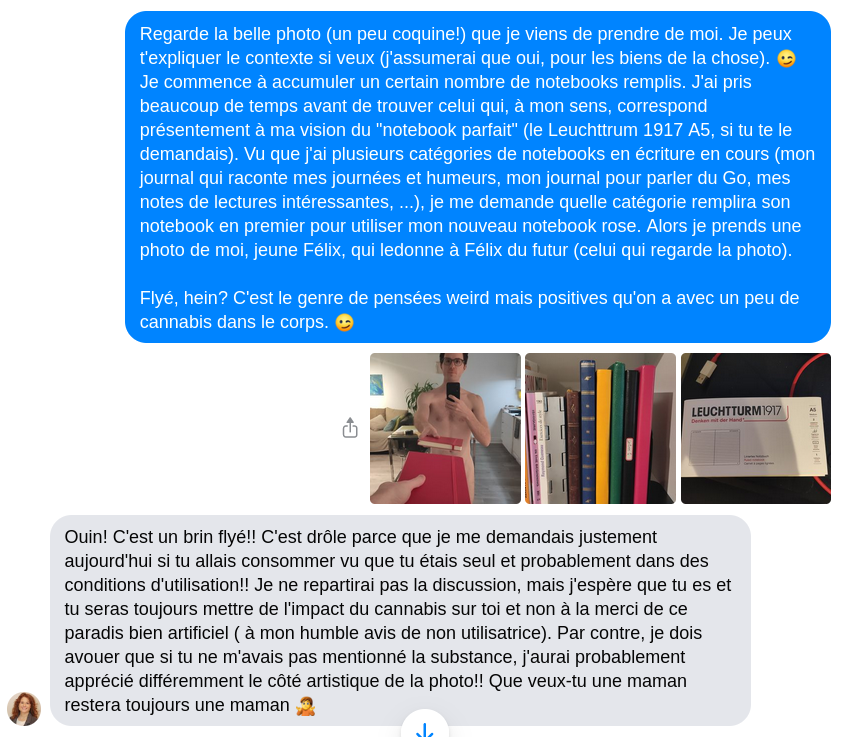 Regarde la belle photo (un peu coquine!) que je viens de prendre de moi. Je peux
t'expliquer le contexte si veux (j'assumerai que oui, pour les biens de la chose). 😉
Je commence à accumuler un certain nombre de notebooks remplis. J'ai pris
beaucoup de temps avant de trouver celui qui, à mon sens, correspond
présentement à ma vision du "notebook parfait" (le Leuchttrum 1917 A5, si tu te le
demandais). Vu que j'ai plusieurs catégories de notebooks en écriture en cours (mon
journal qui raconte mes journées et humeurs, mon journal pour parler du Go, mes
notes de lectures intéressantes, ...), je me demande quelle catégorie remplira son
notebook en premier pour utiliser mon nouveau notebook rose. Alors je prends une
photo de moi, jeune Félix, qui ledonne à Félix du futur (celui qui regarde la photo).
Flyé, hein? C'est le genre de pensées weird mais positives qu'on a avec un peu de
cannabis dans le corps. 😉
LEUCHTTURM1917
Denken mit der Hand
A5
Ouin! C'est un brin flyé!! C'est drôle parce que je me demandais justement
aujourd'hui si tu allais consommer vu que tu étais seul et probablement dans des
conditions d'utilisation!! Je ne repartirai pas la discussion, mais j'espère que tu es et
tu seras toujours mettre de l'impact du cannabis sur toi et non à la merci de ce
paradis bien artificiel ( à mon humble avis de non utilisatrice). Par contre, je dois
avouer que si tu ne m'avais pas mentionné la substance, j'aurai probablement
apprécié différemment le côté artistique de la photo!! Que veux-tu une maman
restera toujours une maman 🤷